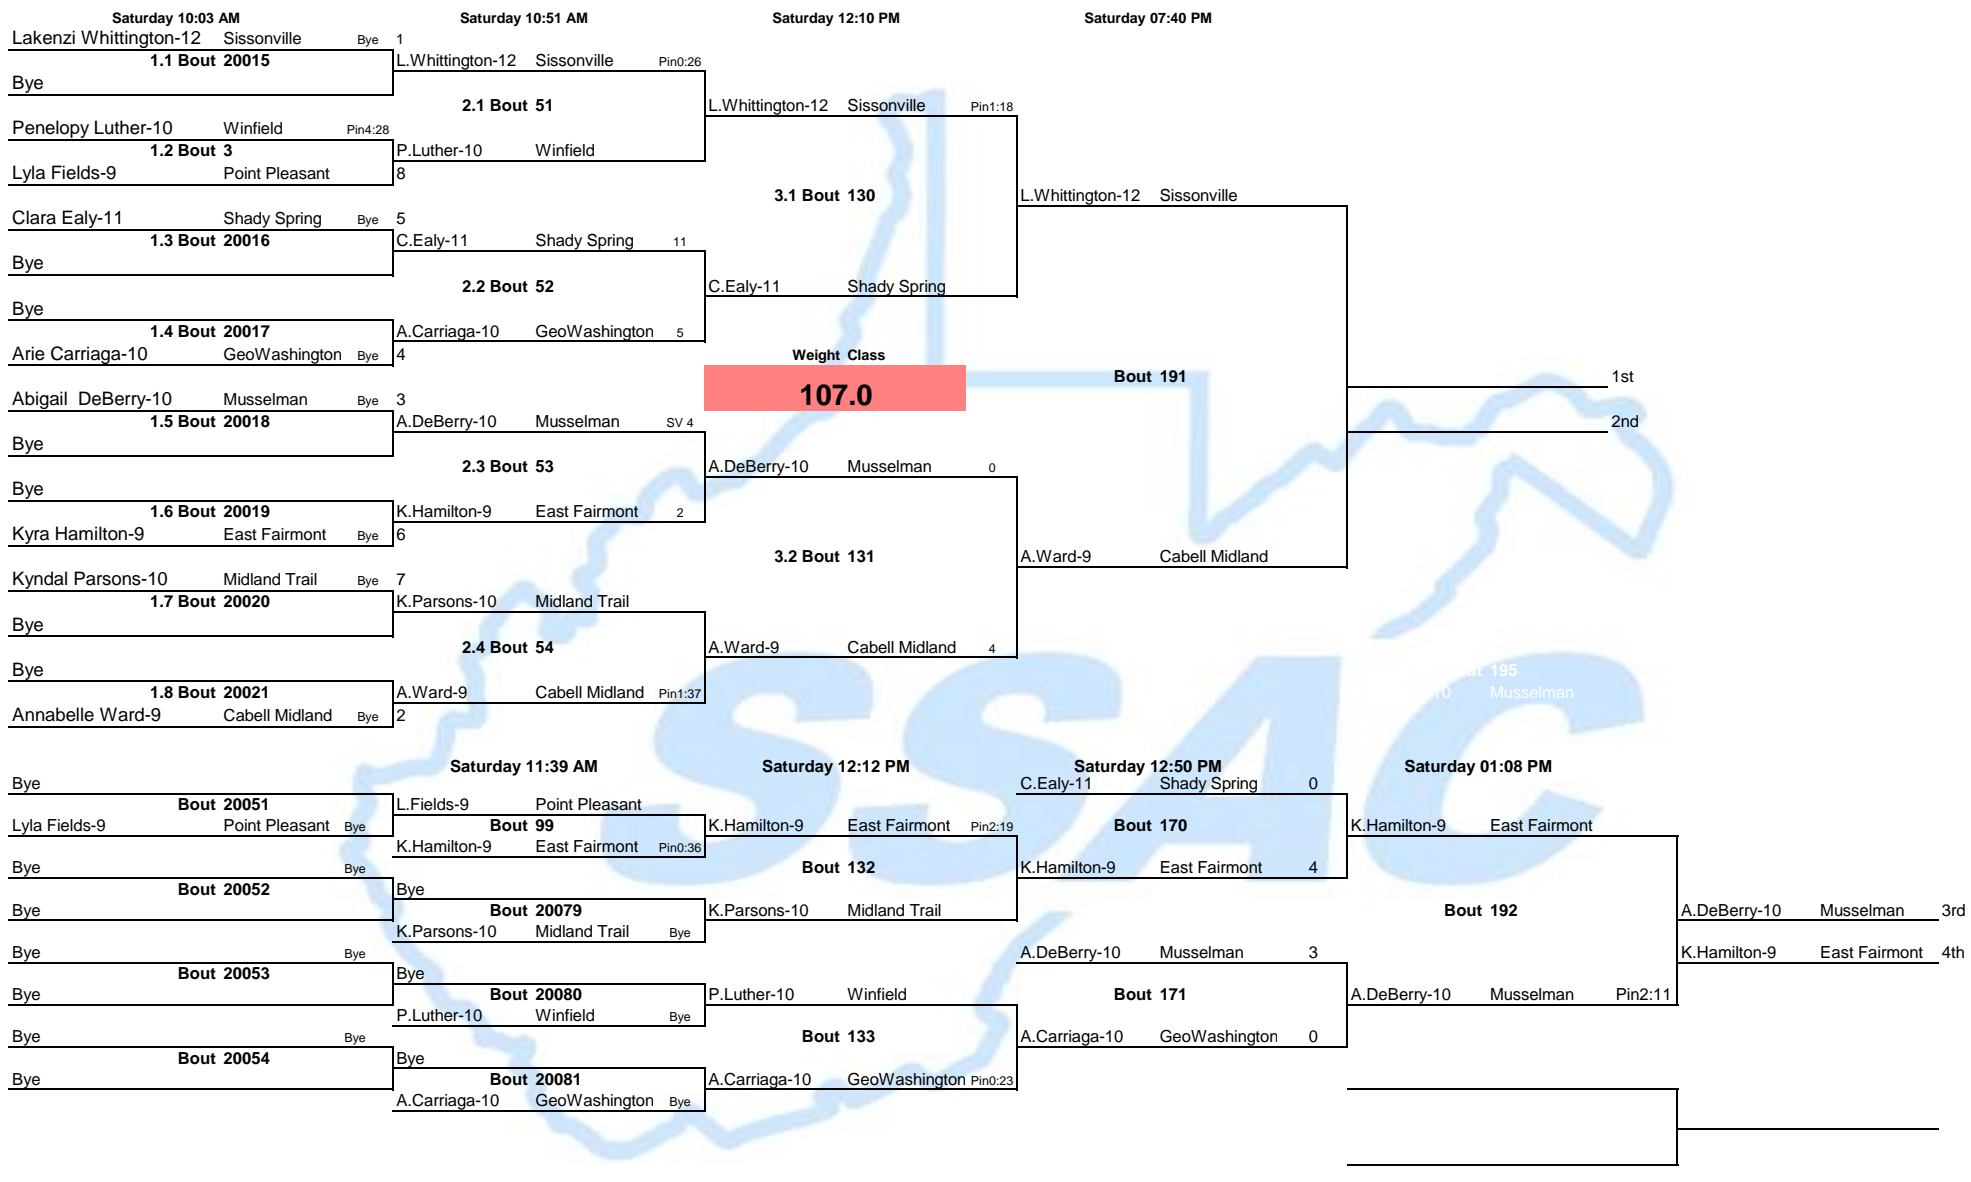 Saturday 10:03 AM Saturday 10:51 AM Saturday 12:10 PM Saturday 07:40 PM
Lakenzi Whittington-12 Sissonville Bye 1
1.1 Bout 20015 L.Whittington-12 Sissonville Pin0:26
Bye
2.1 Bout 51 L.Whittington-12 Sissonville Pin1:18
Penelopy Luther-10 Winfield Pin4:28
1.2 Bout 3 P.Luther-10 Winfield
Lyla Fields-9 Point Pleasant 8
3.1 Bout 130 L.Whittington-12 Sissonville
Clara Ealy-11 Shady Spring Bye 5
1.3 Bout 20016 C.Ealy-11 Shady Spring 11
Bye
2.2 Bout 52 C.Ealy-11 Shady Spring
Bye
1.4 Bout 20017 A.Carriaga-10 GeoWashington 5
Arie Carriaga-10 GeoWashington Bye 4 Weight Class
Bout 191 1st
107.0
Abigail DeBerry-10 Musselman Bye 3
1.5 Bout 20018 A.DeBerry-10 Musselman SV 4 2nd
Bye
2.3 Bout 53 A.DeBerry-10 Musselman 0
Bye
1.6 Bout 20019 K.Hamilton-9 East Fairmont 2
Kyra Hamilton-9 East Fairmont Bye 6
3.2 Bout 131 A.Ward-9 Cabell Midland
Kyndal Parsons-10 Midland Trail Bye 7
1.7 Bout 20020 K.Parsons-10 Midland Trail
Bye
2.4 Bout 54 A.Ward-9 Cabell Midland 4
Bye 195
1.8 Bout 20021 A.Ward-9 Cabell Midland Pin1:37 Musselman
Annabelle Ward-9 Cabell Midland Bye 2
SSAC
Saturday 11:39 AM Saturday 12:12 PM Saturday 12:50 PM Saturday 01:08 PM
Bye C.Ealy-11 Shady Spring 0
Bout 20051 L.Fields-9 Point Pleasant
Lyla Fields-9 Point Pleasant Bye Bout 99 K.Hamilton-9 East Fairmont Pin2:19 Bout 170 K.Hamilton-9 East Fairmont
K.Hamilton-9 East Fairmont Pin0:36
Bye Bye Bout 132 K.Hamilton-9 East Fairmont 4
Bout 20052 Bye
Bye Bout 20079 K.Parsons-10 Midland Trail Bout 192 A.DeBerry-10 Musselman 3rd
K.Parsons-10 Midland Trail Bye
Bye Bye A.DeBerry-10 Musselman 3 K.Hamilton-9 East Fairmont 4th
Bout 20053 Bye
Bye Bout 20080 P.Luther-10 Winfield Bout 171 A.DeBerry-10 Musselman Pin2:11
P.Luther-10 Winfield Bye
Bye Bye Bout 133 A.Carriaga-10 GeoWashington 0
Bout 20054 Bye
Bye Bout 20081 A.Carriaga-10 GeoWashington Pin0:23
A.Carriaga-10 GeoWashington Bye